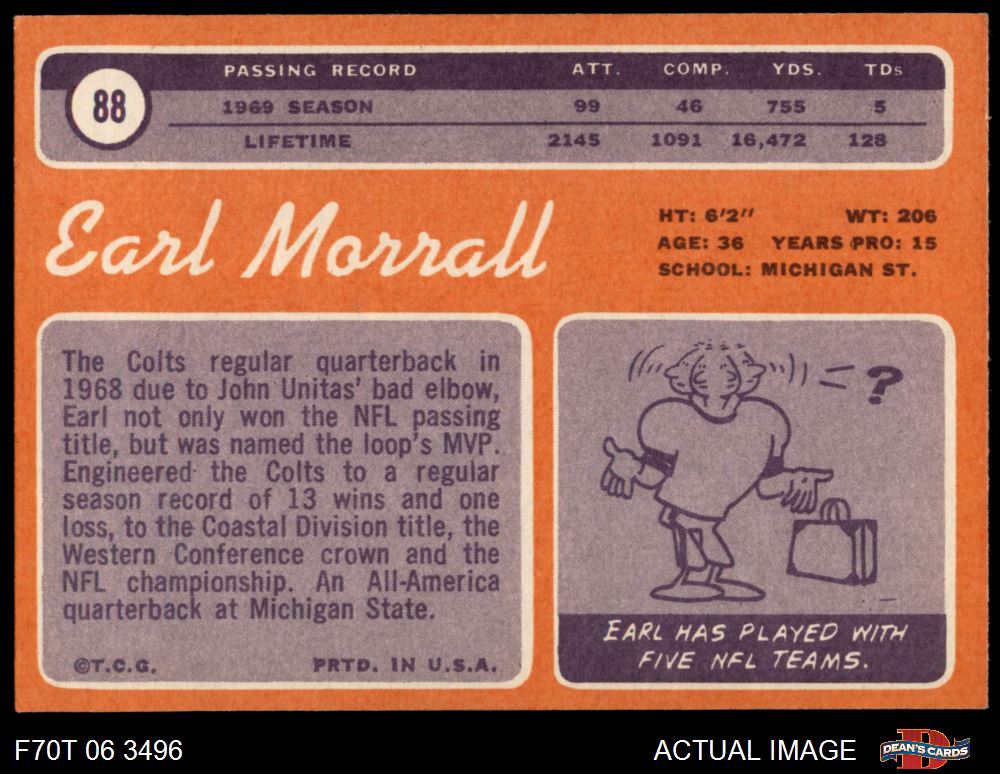 88
PASSING RECORD ATT. COMP. YDS. TDs
1969 SEASON 99 46 755 5
LIFETIME 2145 1091 16,472 128
Earl Morrall
HT: 6'2" WT: 206
AGE: 36 YEARS PRO: 15
SCHOOL: MICHIGAN ST.
The Colts regular quarterback in
1968 due to John Unitas' bad elbow,
Earl not only won the NFL passing
title, but was named the loop's MVP.
Engineered the Colts to a regular
season record of 13 wins and one
loss, to the Coastal Division title, the
Western Conference crown and the
NFL championship. An All-America
quarterback at Michigan State.
©T.C.G. PRTD. IN U.S.A.
?
EARL HAS PLAYED WITH
FIVE NFL TEAMS.
F70T 06 3496 ACTUAL IMAGE
D
DEAN'S CARDS